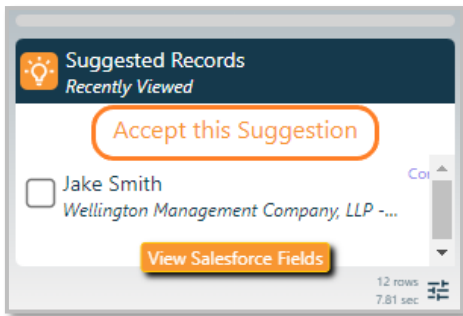 Suggested Records
Recently Viewed
Accept this Suggestion
Jake Smith
Wellington Management Company, LLP -...
View Salesforce Fields
12 rows
7.81 sec